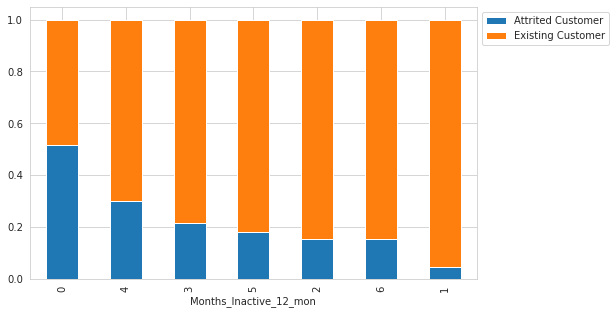 1.0
0.8
0.6
0.4
0.2
0.0
0 4 3 5 2 6 1
Months_Inactive_12_mon
Attrited Customer
Existing Customer